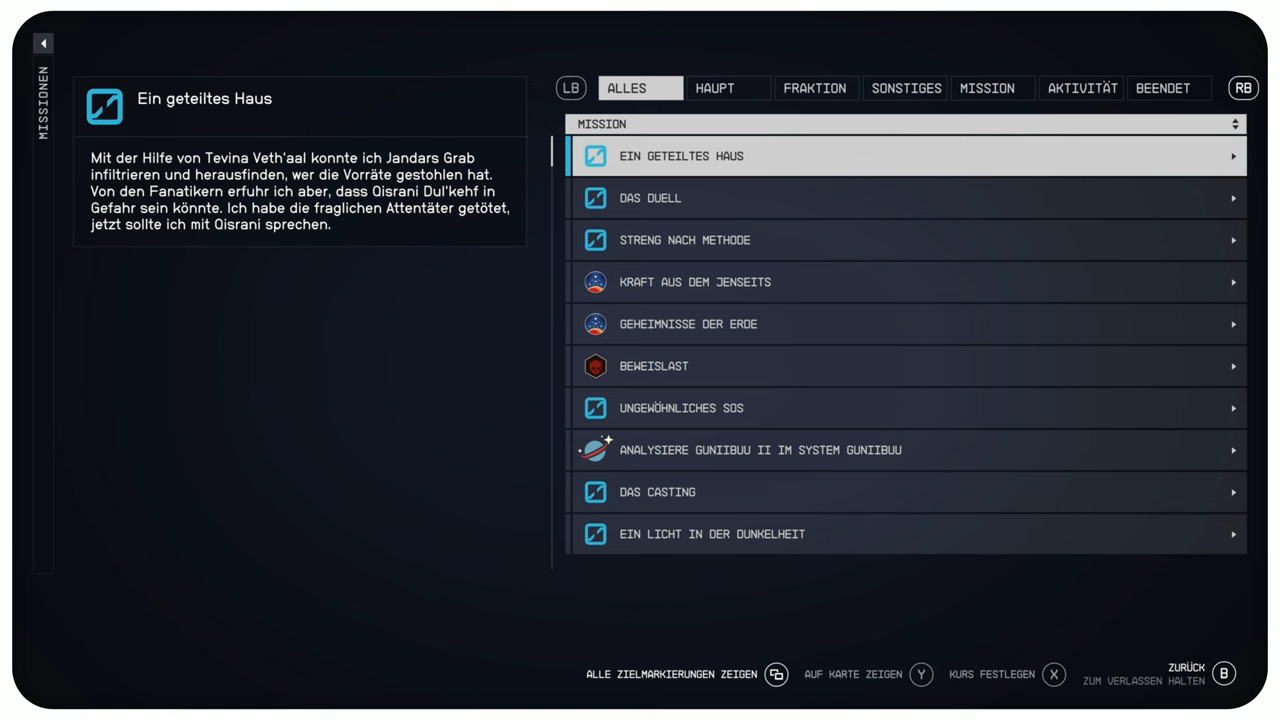 MISSIONEN
Ein geteiltes Haus
Mit der Hilfe von Tevina Veth'aal konnte ich Jandars Grab
infiltrieren und herausfinden, wer die Vorräte gestohlen hat.
Von den Fanatikern erfuhr ich aber, dass Qisrani Dul'kehf in
Gefahr sein könnte. Ich habe die fraglichen Attentäter getötet,
jetzt sollte ich mit Qisrani sprechen.
LB ALLES HAUPT FRAKTION SONSTIGES MISSION AKTIVITÄT BEENDET RB
MISSION
EIN GETEILTES HAUS
DAS DUELL
STRENG NACH METHODE
KRAFT AUS DEM JENSEITS
GEHEIMNISSE DER ERDE
BEWEISLAST
UNGEWÖHNLICHES SOS
ANALYSIERE GUNIIBUU II IM SYSTEM GUNIIBUU
DAS CASTING
EIN LICHT IN DER DUNKELHEIT
ALLE ZIELMARKIERUNGEN ZEIGEN AUF KARTE ZEIGEN Y KURS FESTLEGEN X ZURÜCK B
ZUM VERLASSEN HALTEN